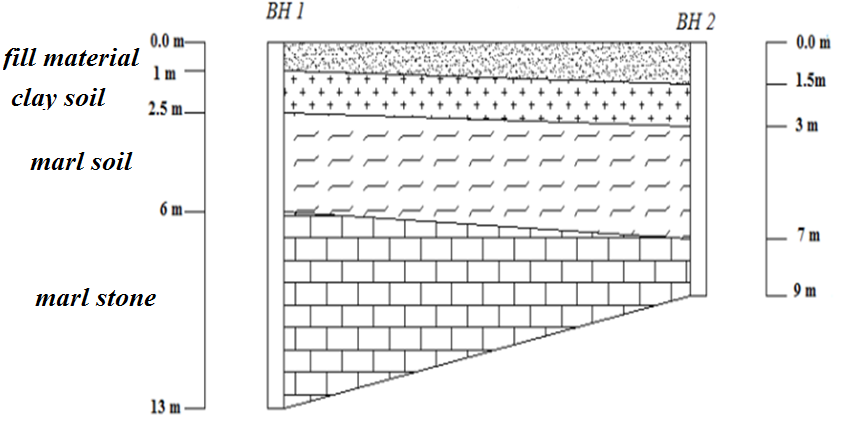 BH 1
BH 2
0.0 m
fill material
1 m
clay soil
2.5 m
marl soil
6 m
marl stone
13 m
0.0 m
1.5m
3 m
7 m
9 m